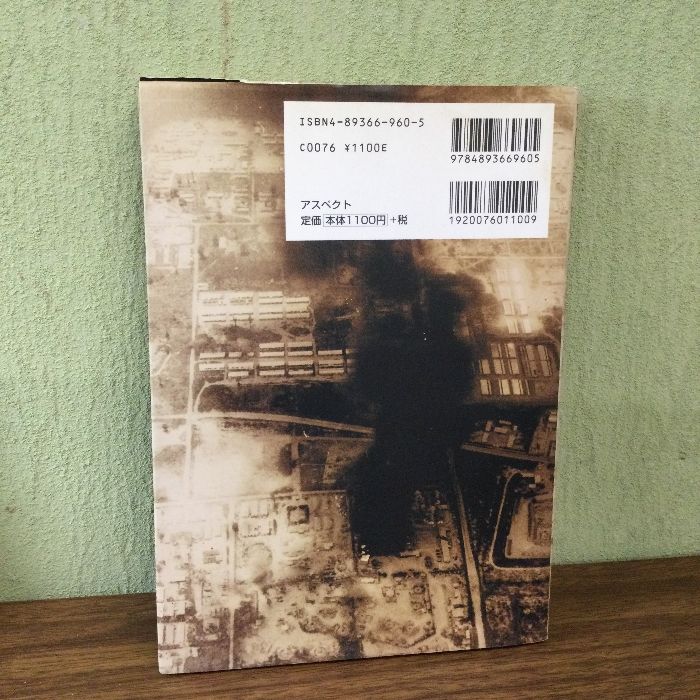 ISBN4-89366-960-5
C0076 ¥1100E
アスペクト
定価 本体1100円 +税
9784893669605
1920076011009